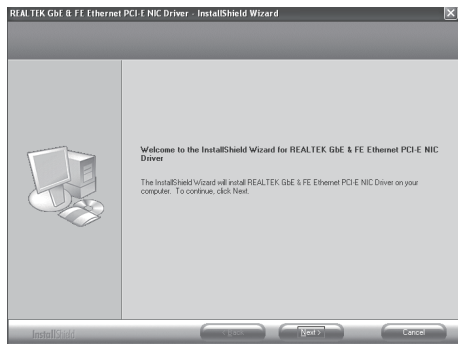 REALTEK GbE & FE Ethernet PCI-E NIC Driver - InstallShield Wizard
Welcome to the InstallShield Wizard for REALTEK GbE & FE Ethernet PCI-E NIC
Driver
The InstallShield Wizard will install REALTEK GbE & FE Ethernet PCI-E NIC Driver on your
computer. To continue, click Next.
InstallShield
< Back
Next >
Cancel